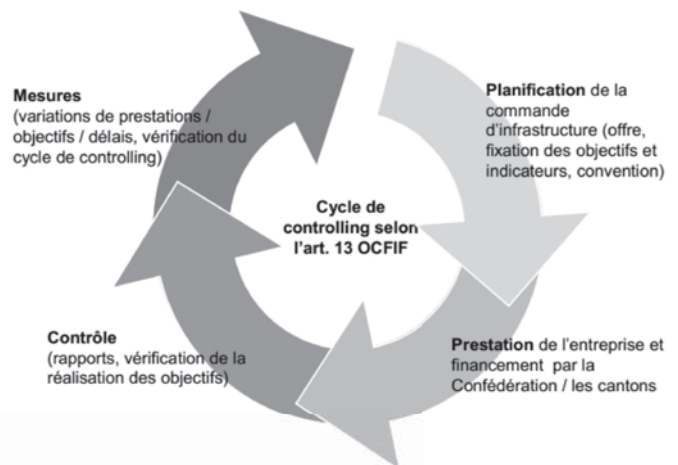 Mesures
(variations de prestations /
objectifs / délais, vérification du
cycle de controlling)
Planification de la
commande
d'infrastructure (offre,
fixation des objectifs et
indicateurs, convention)
Cycle de
controlling selon
l'art. 13 OCFIF
Contrôle
(rapports, vérification de la
réalisation des objectifs)
Prestation de l'entreprise et
financement par la
Confédération / les cantons